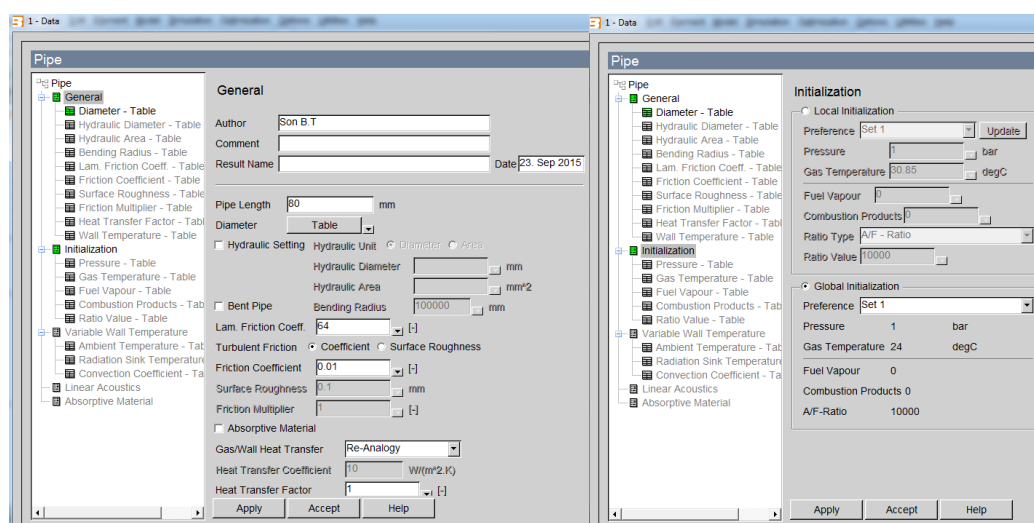 1 - Data
Pipe
Pipe
General
Diameter - Table
Hydraulic Diameter - Table
Hydraulic Area - Table
Bending Radius - Table
Lam. Friction Coeff. - Table
Friction Coefficient - Table
Surface Roughness - Table
Friction Multiplier - Table
Heat Transfer Factor - Tabl
Wall Temperature - Table
Initialization
Pressure - Table
Gas Temperature - Table
Fuel Vapour - Table
Combustion Products - Tab
Ratio Value - Table
Variable Wall Temperature
Ambient Temperature - Tab
Radiation Sink Temperature
Convection Coefficient - Ta
Linear Acoustics
Absorptive Material
General
Author Son B.T
Comment
Result Name Date 23. Sep 2015
Pipe Length 80 mm
Diameter Table
Hydraulic Setting Hydraulic Unit Diameter Area
Hydraulic Diameter mm
Hydraulic Area mm^2
Bent Pipe Bending Radius 100000 mm
Lam. Friction Coeff. 64 [-]
Turbulent Friction Coefficient Surface Roughness
Friction Coefficient 0.01 [-]
Surface Roughness 0.1 mm
Friction Multiplier 1 [-]
Absorptive Material
Gas/Wall Heat Transfer Re-Analogy
Heat Transfer Coefficient 10 W/(m^2.K)
Heat Transfer Factor 1 [-]
Apply Accept Help
1 - Data
Pipe
Pipe
General
Diameter - Table
Hydraulic Diameter - Table
Hydraulic Area - Table
Bending Radius - Table
Lam. Friction Coeff. - Table
Friction Coefficient - Table
Surface Roughness - Table
Friction Multiplier - Table
Heat Transfer Factor - Tabl
Wall Temperature - Table
Initialization
Pressure - Table
Gas Temperature - Table
Fuel Vapour - Table
Combustion Products - Tab
Ratio Value - Table
Variable Wall Temperature
Ambient Temperature - Tab
Radiation Sink Temperature
Convection Coefficient - Ta
Linear Acoustics
Absorptive Material
Initialization
Local Initialization
Preference Set 1 Update
Pressure 1 bar
Gas Temperature 30.85 degC
Fuel Vapour 0
Combustion Products 0
Ratio Type A/F - Ratio
Ratio Value 10000
Global Initialization
Preference Set 1
Pressure 1 bar
Gas Temperature 24 degC
Fuel Vapour 0
Combustion Products 0
A/F-Ratio 10000
Apply Accept Help